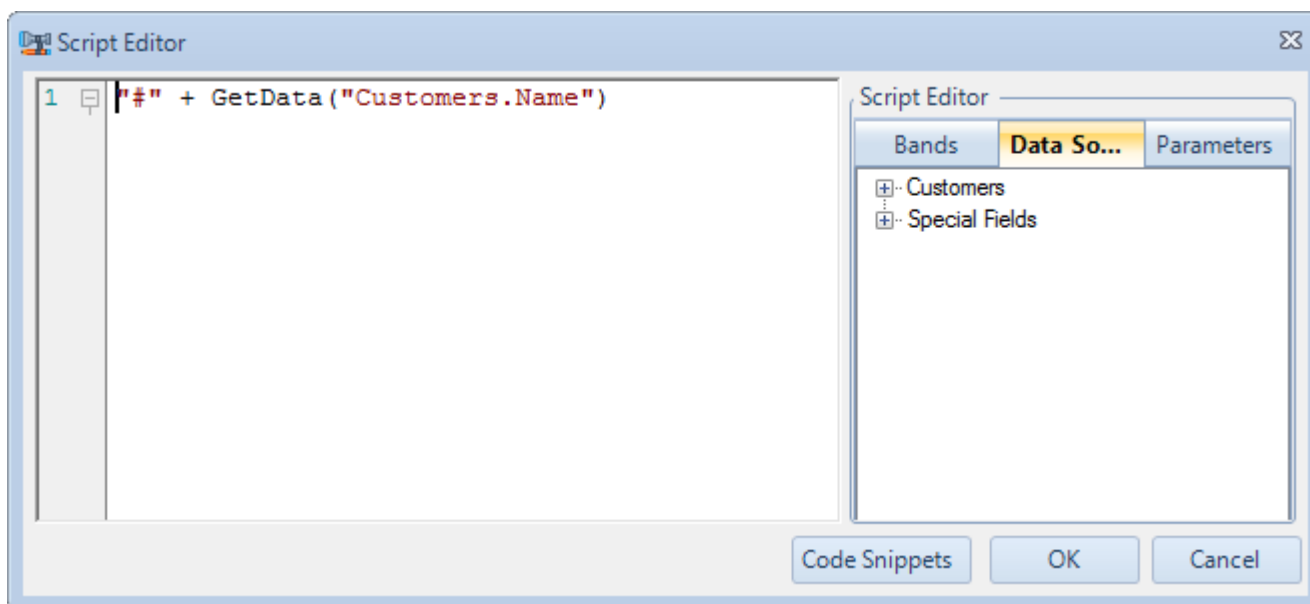 Script Editor
1 "#" + GetData("Customers.Name")
Script Editor
Bands Data So... Parameters
Customers
Special Fields
Code Snippets OK Cancel